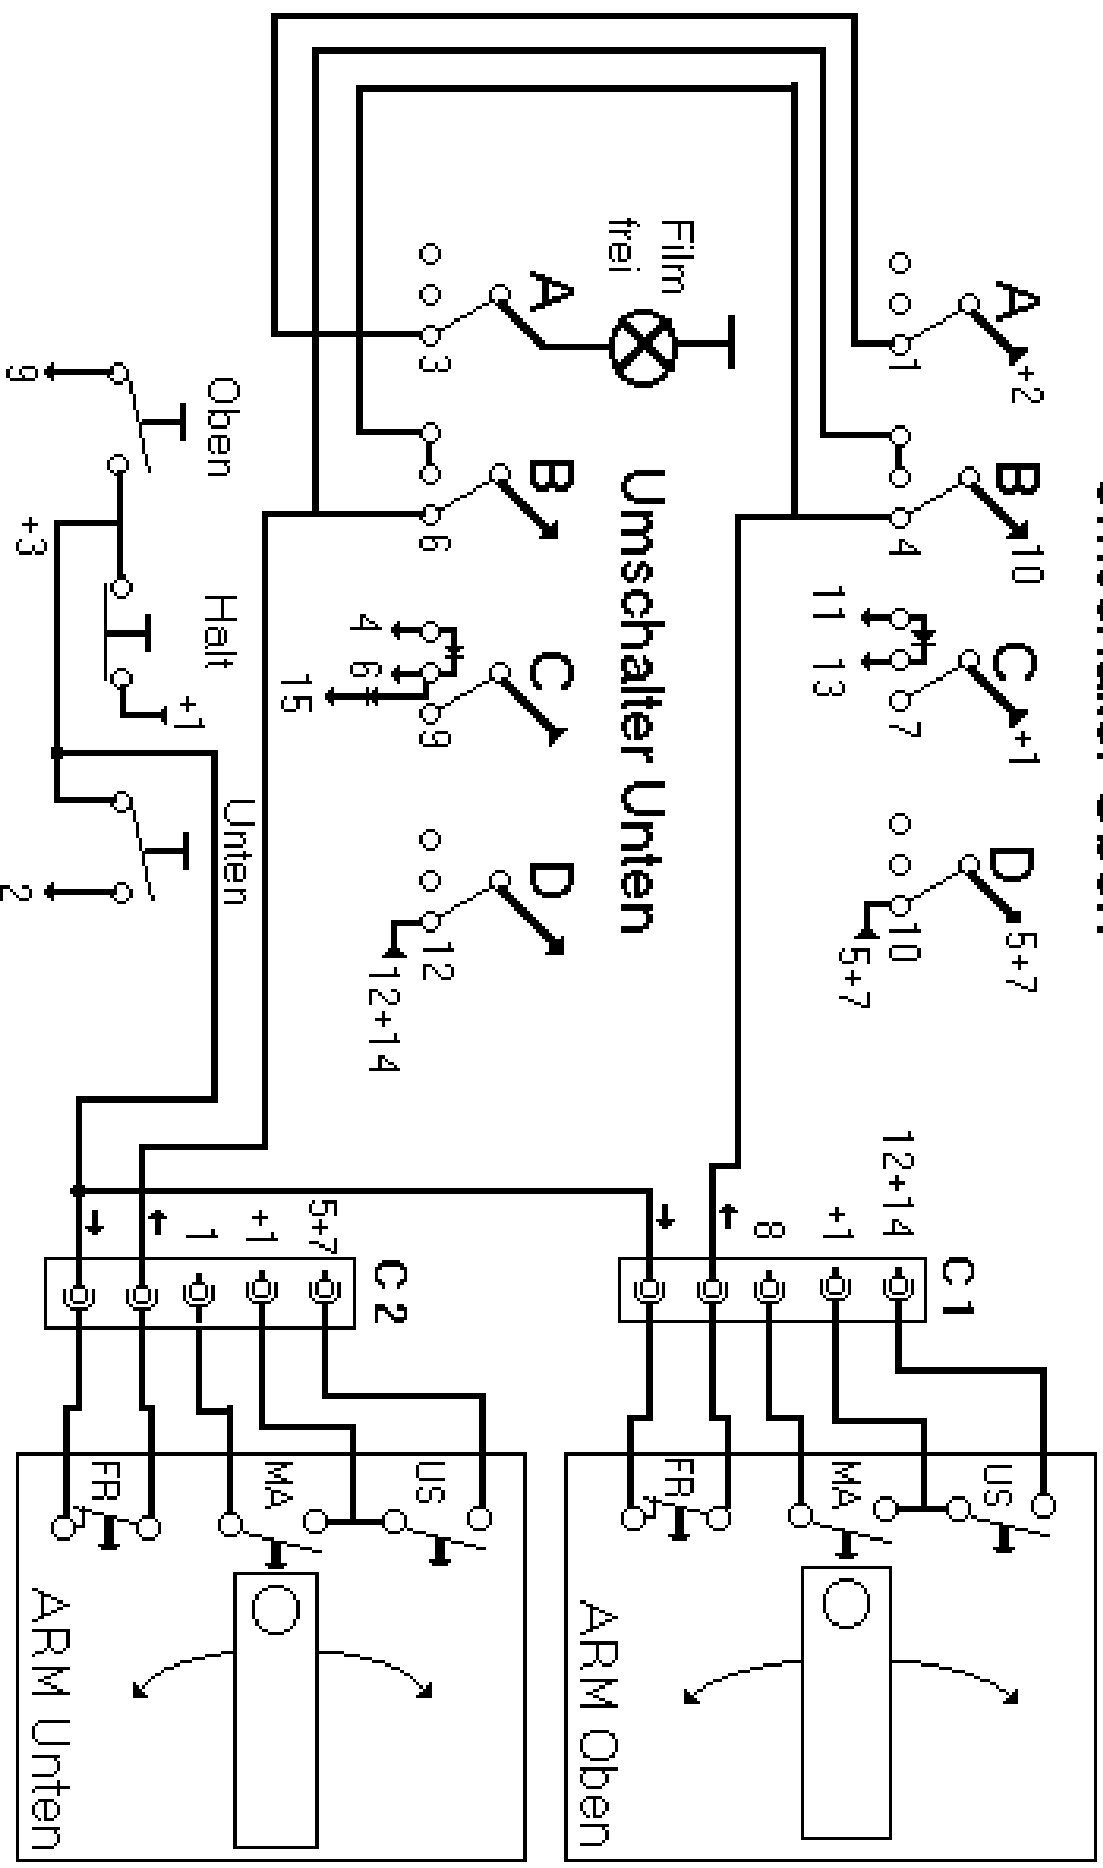 A
+2
B
10
C
+1
D
5+7
1
4
7
10
11
13
5+7
C 1
12+14
+1
8
US
MA
FR
ARM Oben
Umschalter Unten
Film
frei
A
B
C
D
3
6
9
12
4
6
15
12+14
C 2
5+7
+1
1
US
MA
FR
ARM Unten
Oben
Halt
Unten
9
+3
+1
2